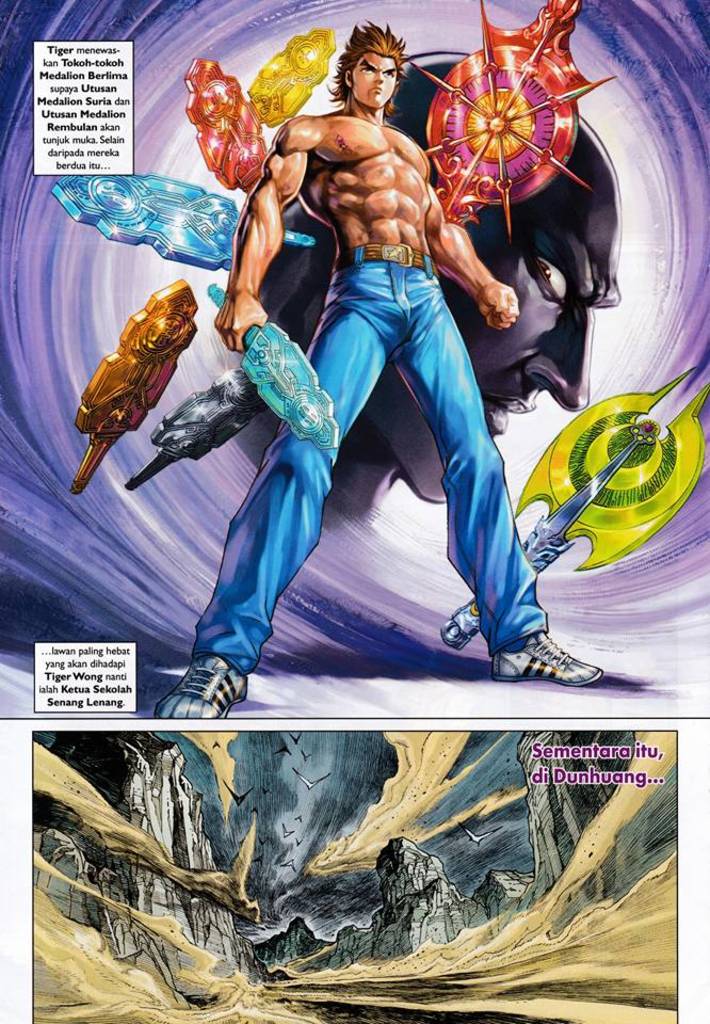 Tiger menewas-
kan Tokoh-tokoh
Medalion Berlima
supaya Utusan
Medalion Suria dan
Utusan Medalion
Rembulan akan
tunjuk muka. Selain
daripada mereka
berdua itu...
...lawan paling hebat
yang akan dihadapi
Tiger Wong nanti
ialah Ketua Sekolah
Senang Lenang.
Sementara itu,
di Dunhuang...